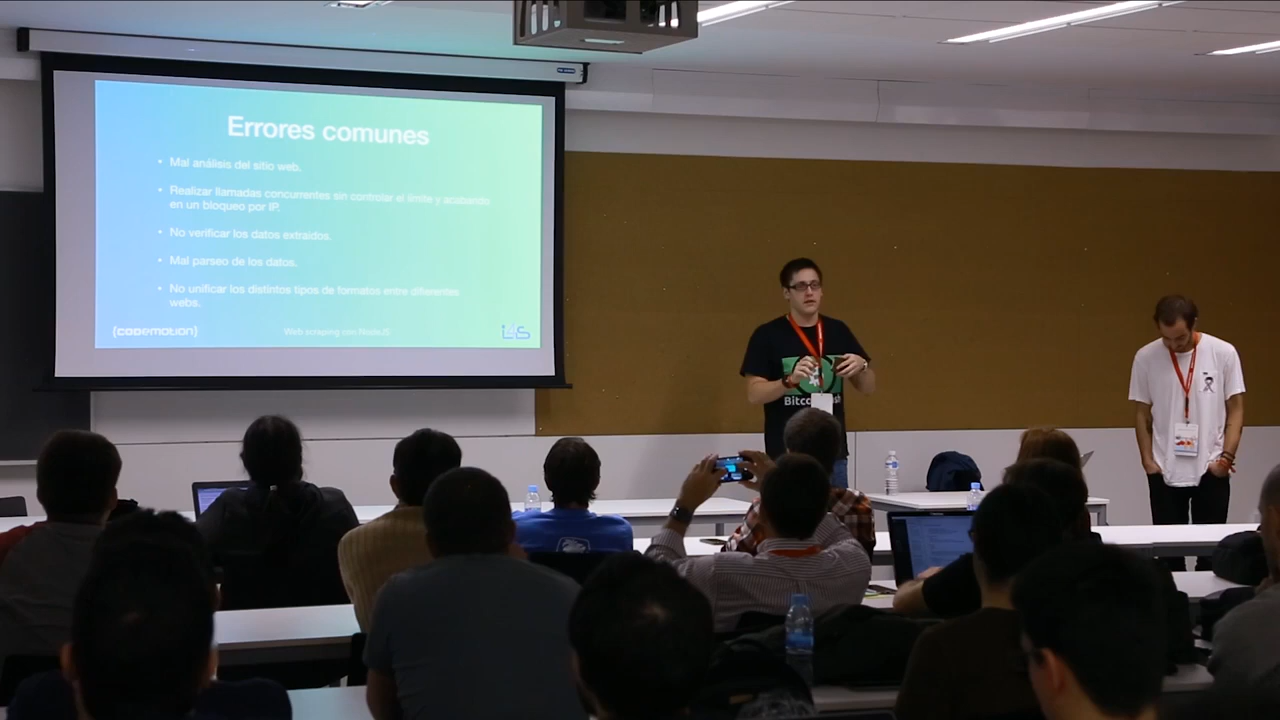 Errores comunes
• Mal análisis del sitio web.
• Realizar llamadas concurrentes sin controlar el límite y acabando
en un bloqueo por IP.
• No verificar los datos extraidos.
• Mal parseo de los datos.
• No unificar los distintos tipos de formatos entre diferentes
webs.
{codemotion}
Web scraping con NodeJS
i4S